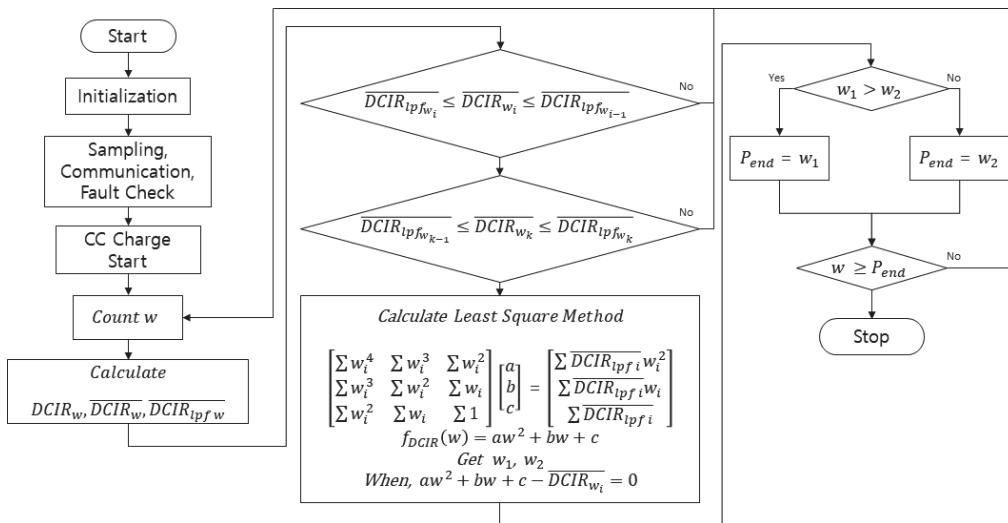 Start
Initialization
Sampling,
Communication,
Fault Check
CC Charge
Start
Count w
Calculate
DCIR_w, \overline{DCIR_w}, \overline{DCIR_{lpf w}}
\overline{DCIR_{lpf w_i}} ≤ \overline{DCIR_{w_i}} ≤ \overline{DCIR_{lpf w_{i-1}}}
No
\overline{DCIR_{lpf w_{k-1}}} ≤ \overline{DCIR_{w_k}} ≤ \overline{DCIR_{lpf w_k}}
No
Calculate Least Square Method
[∑w_i^4 ∑w_i^3 ∑w_i^2] [a] [∑\overline{DCIR_{lpf i}}w_i^2]
[∑w_i^3 ∑w_i^2 ∑w_i] [b] = [∑\overline{DCIR_{lpf i}}w_i]
[∑w_i^2 ∑w_i ∑1] [c] [∑\overline{DCIR_{lpf i}}]
f_{DCIR}(w) = aw^2 + bw + c
Get w_1, w_2
When, aw^2 + bw + c − \overline{DCIR_{w_i}} = 0
Yes
w_1 > w_2
No
P_{end} = w_1
P_{end} = w_2
w ≥ P_{end}
No
Stop